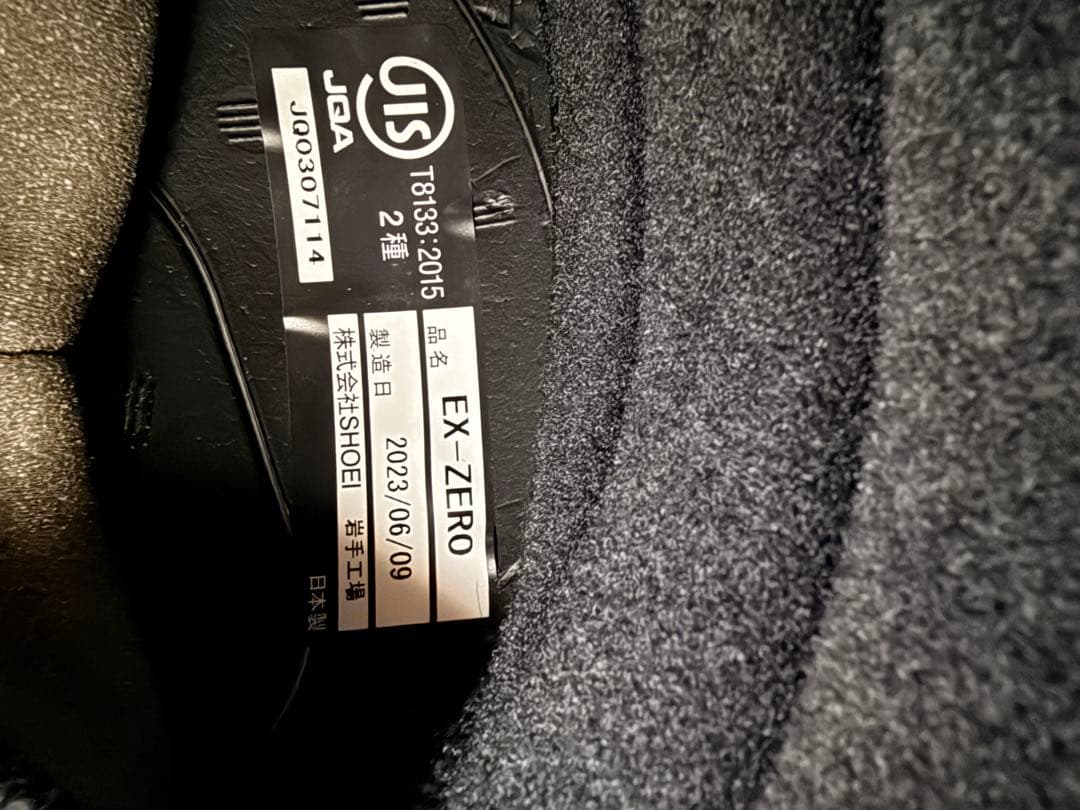 JIS
T8133:2015
2種
JQA
JQ0307114
品名 EX-ZERO
製造日 2023/06/09
株式会社SHOEI 岩手工場
日本製